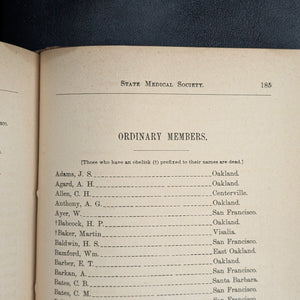 State Medical Society. 185
ORDINARY MEMBERS.
[Those who have an obelisk (†) prefixed to their names are dead.]
Adams, J. S. Oakland.
Agard, A. H. Oakland.
Allen, C. H. Centerville.
Anthony, A. G. Oakland.
Ayer, W. San Francisco.
†Babcock, H. P. Oakland.
†Baker, Martin Visalia.
Baldwin, H. S. San Francisco.
Bamford, Wm. East Oakland.
Barber, E. T. Oakland.
Barkan, A. San Francisco.
Bates, C. B. Santa Barbara.
Bates, C. M. San Francisco.